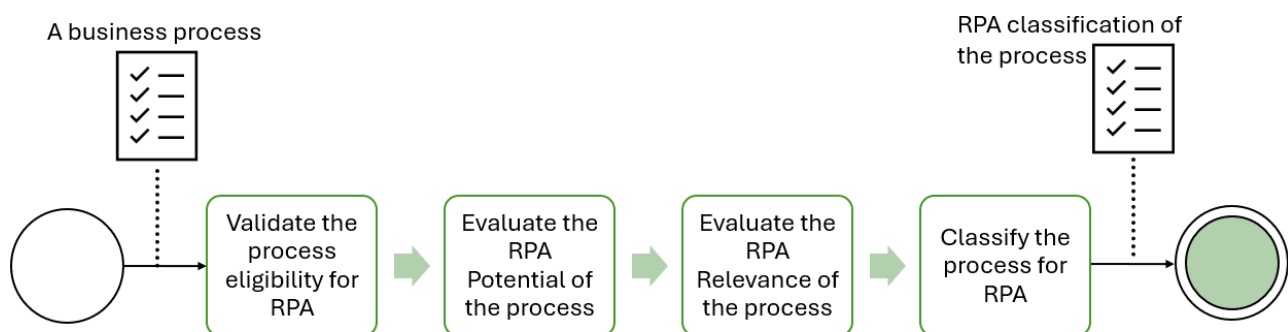 A business process
RPA classification of
the process
Validate the
process
eligibility for
RPA
Evaluate the
RPA
Potential of
the process
Evaluate the
RPA
Relevance of
the process
Classify the
process for
RPA